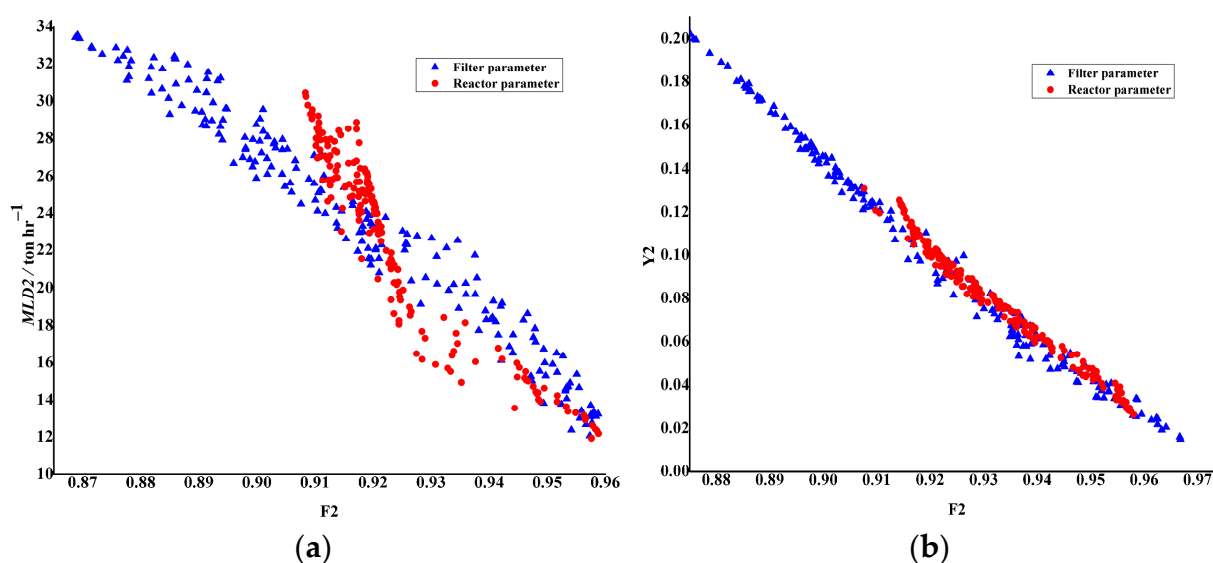 34
32
30
28
26
24
22
20
18
16
14
12
10
MLD2 / ton hr⁻¹
Filter parameter
Reactor parameter
0.87 0.88 0.89 0.90 0.91 0.92 0.93 0.94 0.95 0.96
F2
(a)
0.20
0.18
0.16
0.14
0.12
0.10
0.08
0.06
0.04
0.02
0.00
Y2
Filter parameter
Reactor parameter
0.88 0.89 0.90 0.91 0.92 0.93 0.94 0.95 0.96 0.97
F2
(b)